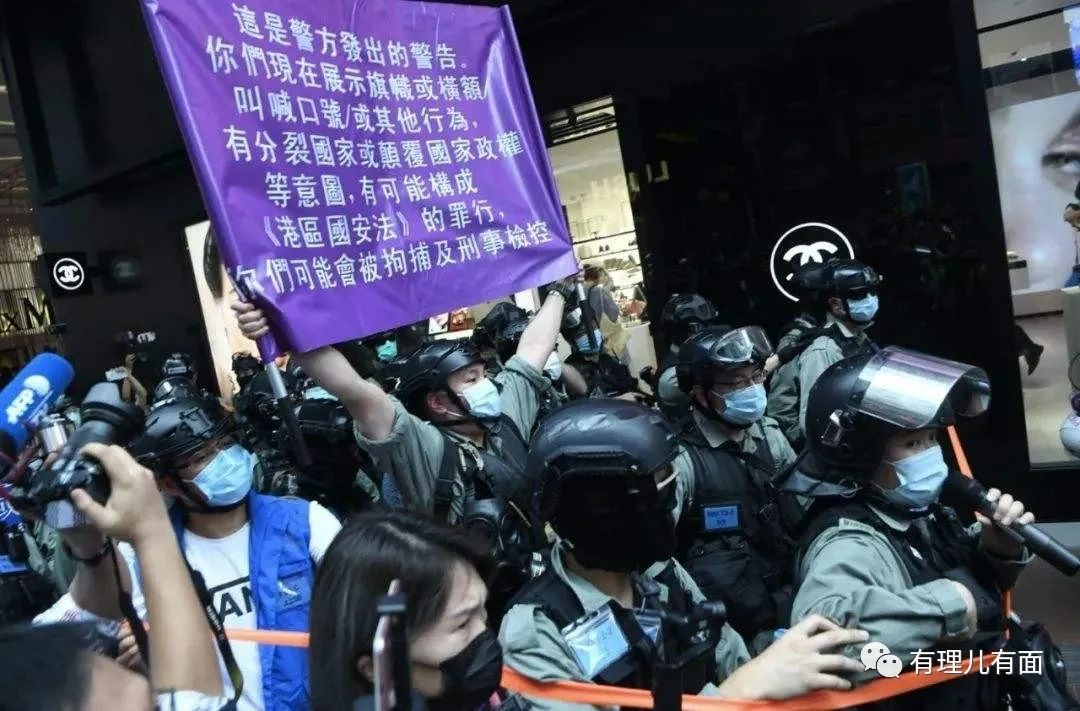 這是警方發出的警告。
你們現在展示旗幟或橫額/
叫喊口號/或其他行為，
有分裂國家或顛覆國家政權
等意圖，有可能構成
《港區國安法》的罪行，
你們可能會被拘捕及刑事檢控
CHANEL
AFP
有理儿有面